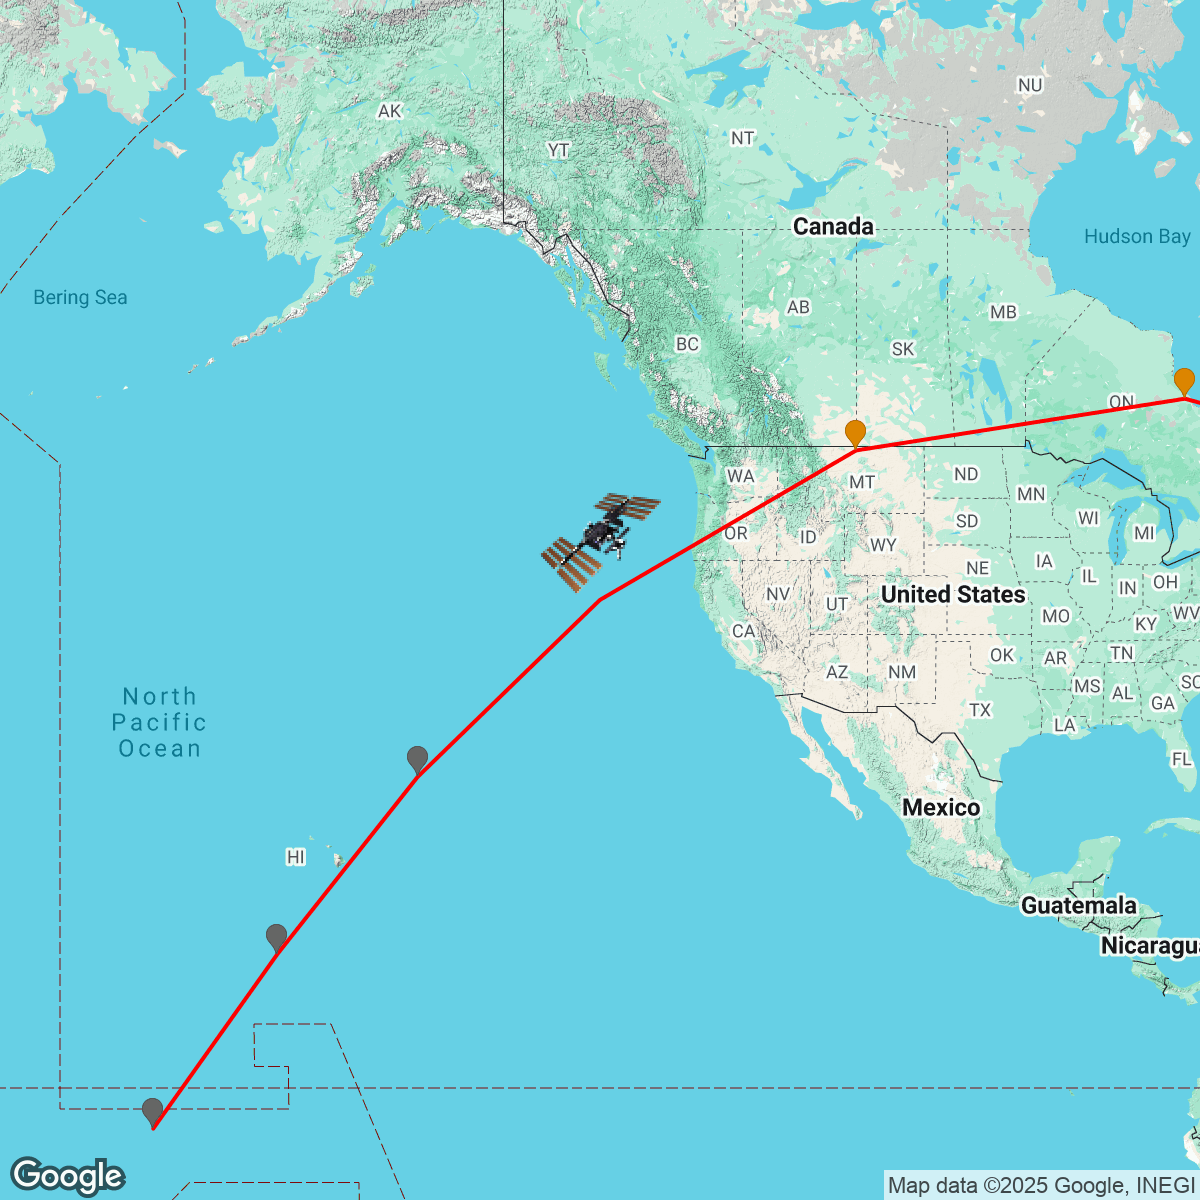 NU
AK
NT
YT
Canada
Hudson Bay
Bering Sea
AB
MB
BC
SK
ON
WA
MT
ND
MN
OR
ID
SD
WI
MI
WY
IA
NE
IL
IN
OH
NV
UT
United States
MO
KY
WV
CA
OK
AR
TN
AZ
NM
MS
AL
SC
GA
TX
LA
North
Pacific
Ocean
FL
Mexico
HI
Guatemala
Nicaragu
Google
Map data ©2025 Google, INEGI